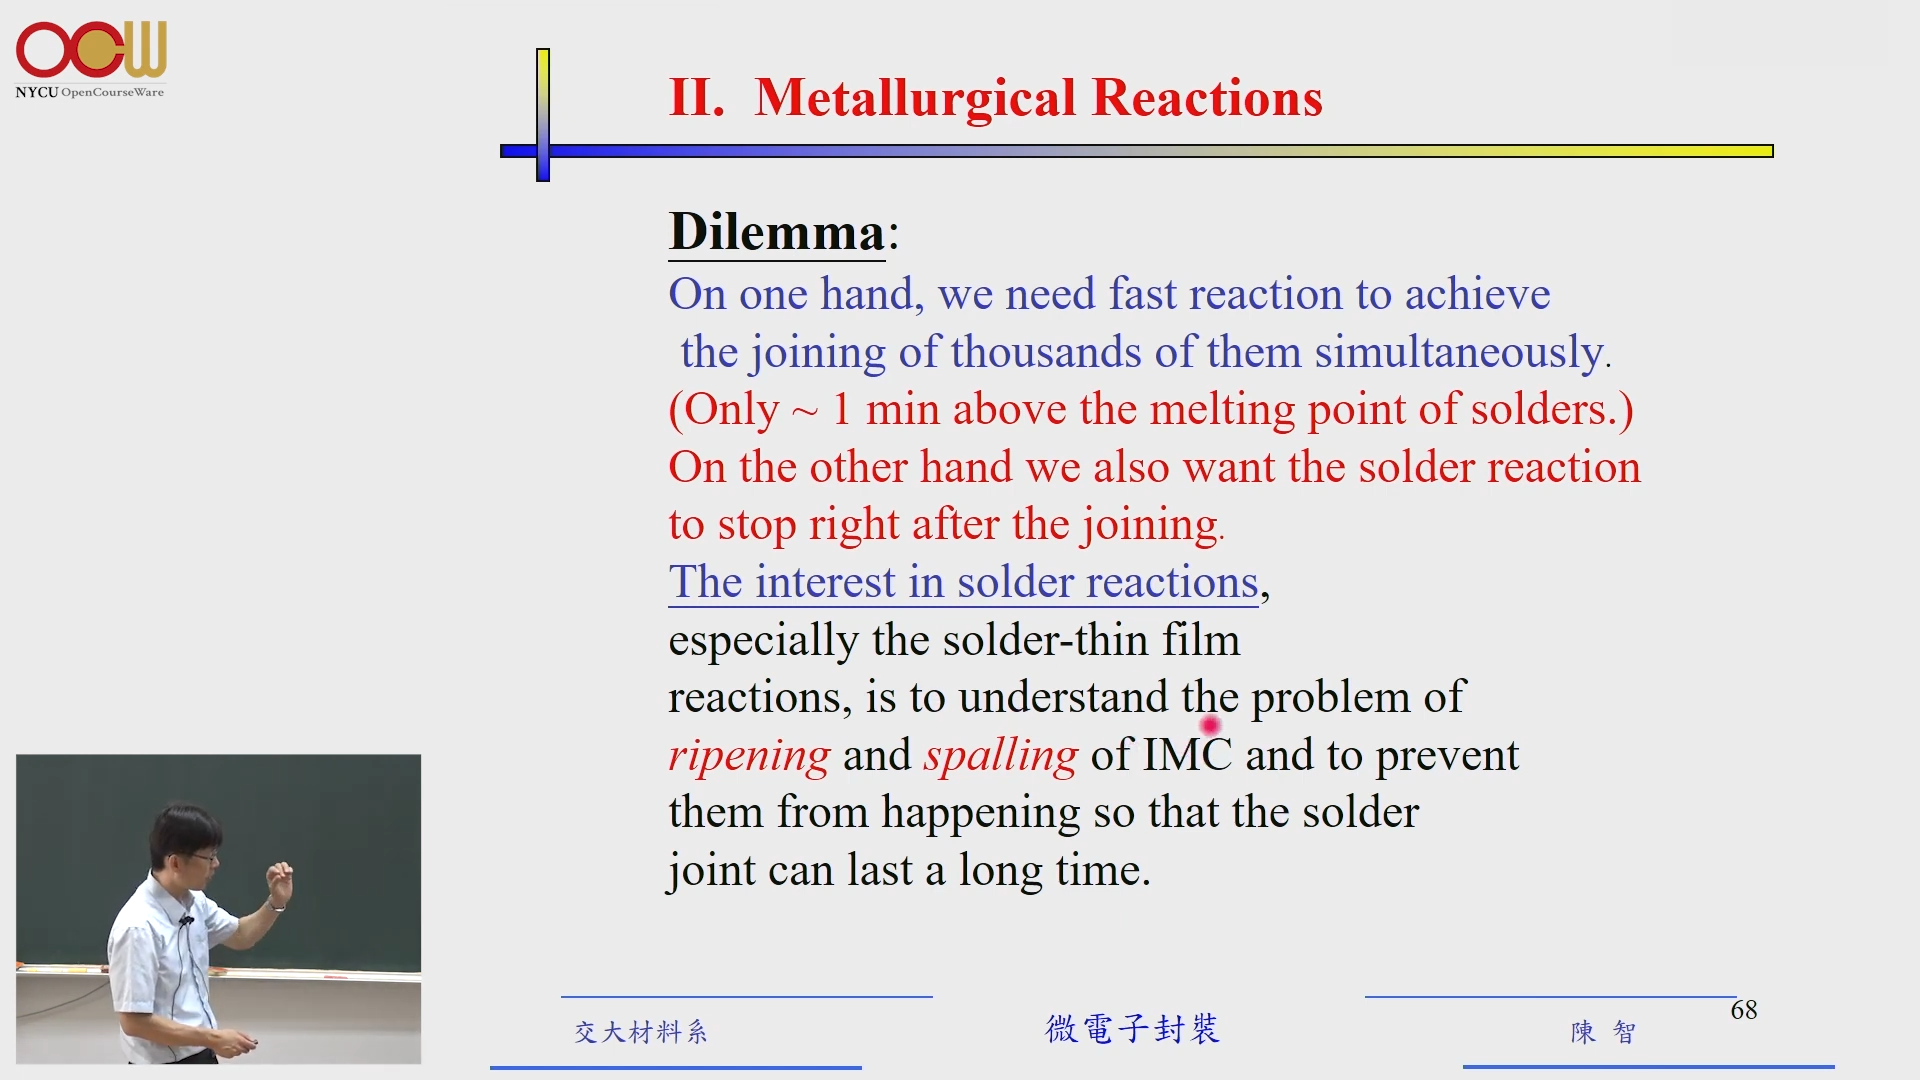 OCW
NYCU OpenCourseWare
II. Metallurgical Reactions
Dilemma:
On one hand, we need fast reaction to achieve
the joining of thousands of them simultaneously.
(Only ~ 1 min above the melting point of solders.)
On the other hand we also want the solder reaction
to stop right after the joining.
The interest in solder reactions,
especially the solder-thin film
reactions, is to understand the problem of
ripening and spalling of IMC and to prevent
them from happening so that the solder
joint can last a long time.
交大材料系
微電子封裝
陳 智
68